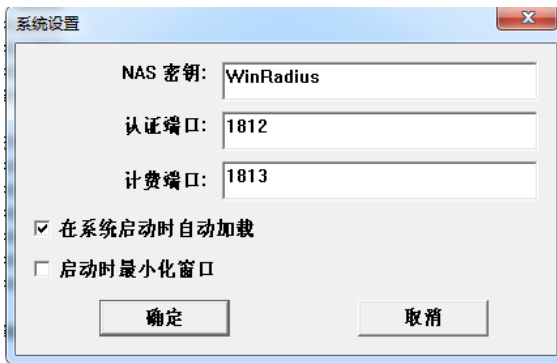 系统设置
NAS 密钥: WinRadius
认证端口: 1812
计费端口: 1813
在系统启动时自动加载
启动时最小化窗口
确定 取消